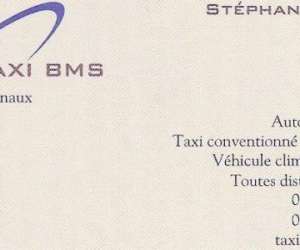 STÉPHAN
AXI BMS
naux
Auto
Taxi conventionné
Véhicule clim
Toutes dist
0
0
taxi